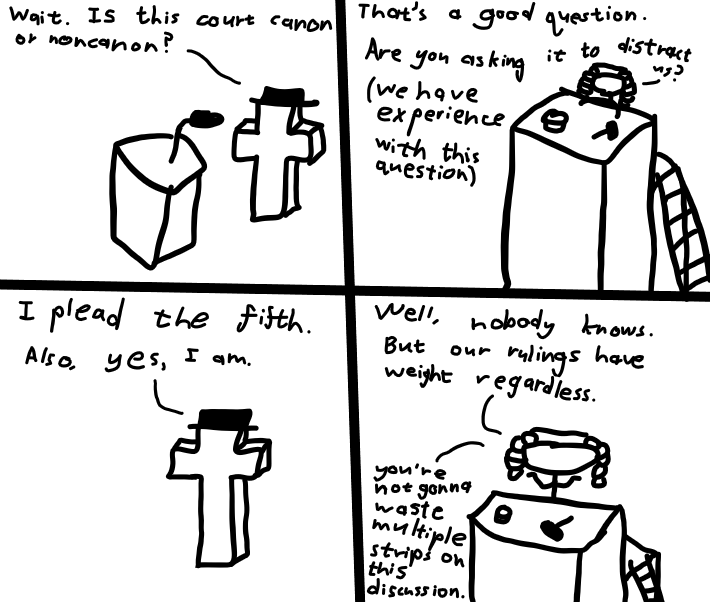 Wait. Is this court canon
or noncanon?
That's a good question.
Are you asking it to distract
us?
(we have
experience
with this
question)
I plead the fifth.
Also, yes, I am.
Well, nobody knows.
But our rulings have
weight regardless.
you're
not gonna
waste
multiple
strips on
this
discussion.